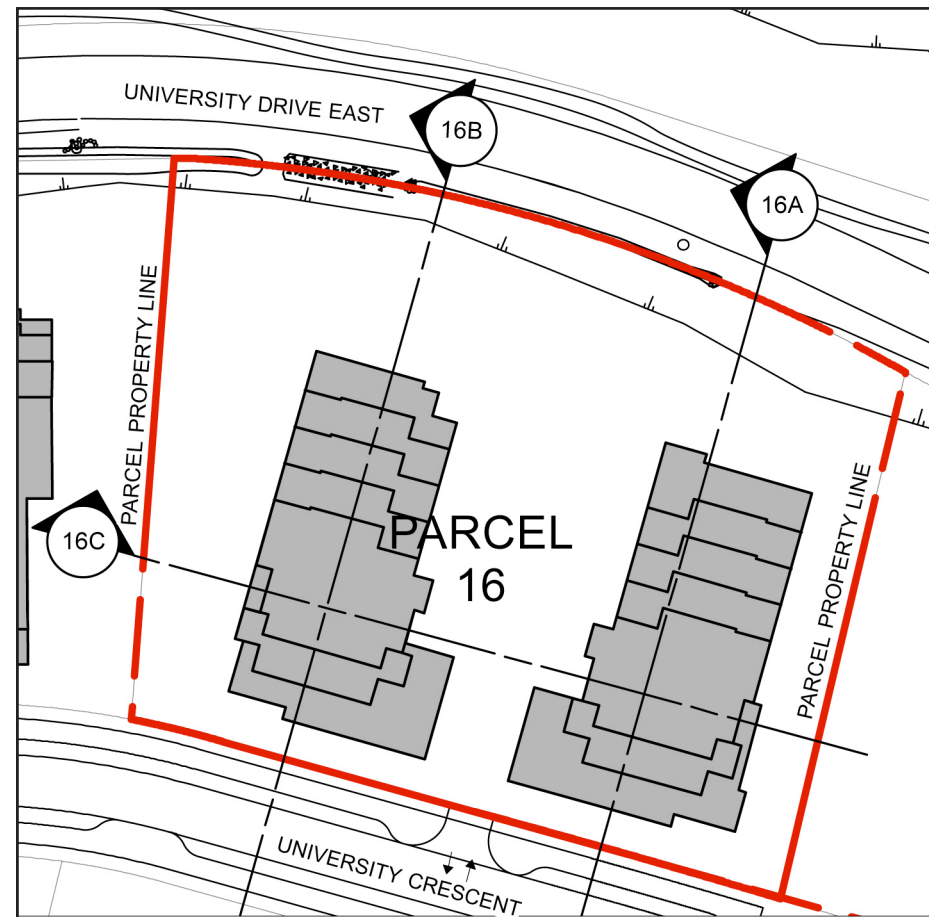 UNIVERSITY DRIVE EAST
16B
16A
PARCEL PROPERTY LINE
16C
PARCEL
16
PARCEL PROPERTY LINE
UNIVERSITY CRESCENT